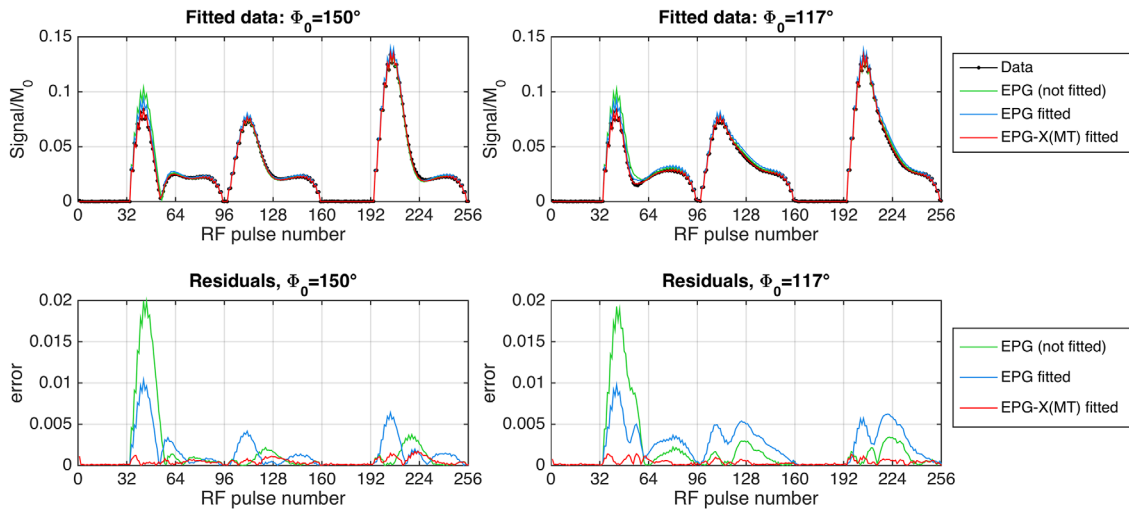 Fitted data: Φ0=150°
Signal/M0
0.15
0.1
0.05
0
0 32 64 96 128 160 192 224 256
RF pulse number
Fitted data: Φ0=117°
Signal/M0
0.15
0.1
0.05
0
0 32 64 96 128 160 192 224 256
RF pulse number
Data
EPG (not fitted)
EPG fitted
EPG-X(MT) fitted
Residuals, Φ0=150°
error
0.02
0.015
0.01
0.005
0
0 32 64 96 128 160 192 224 256
RF pulse number
Residuals, Φ0=117°
error
0.02
0.015
0.01
0.005
0
0 32 64 96 128 160 192 224 256
RF pulse number
EPG (not fitted)
EPG fitted
EPG-X(MT) fitted